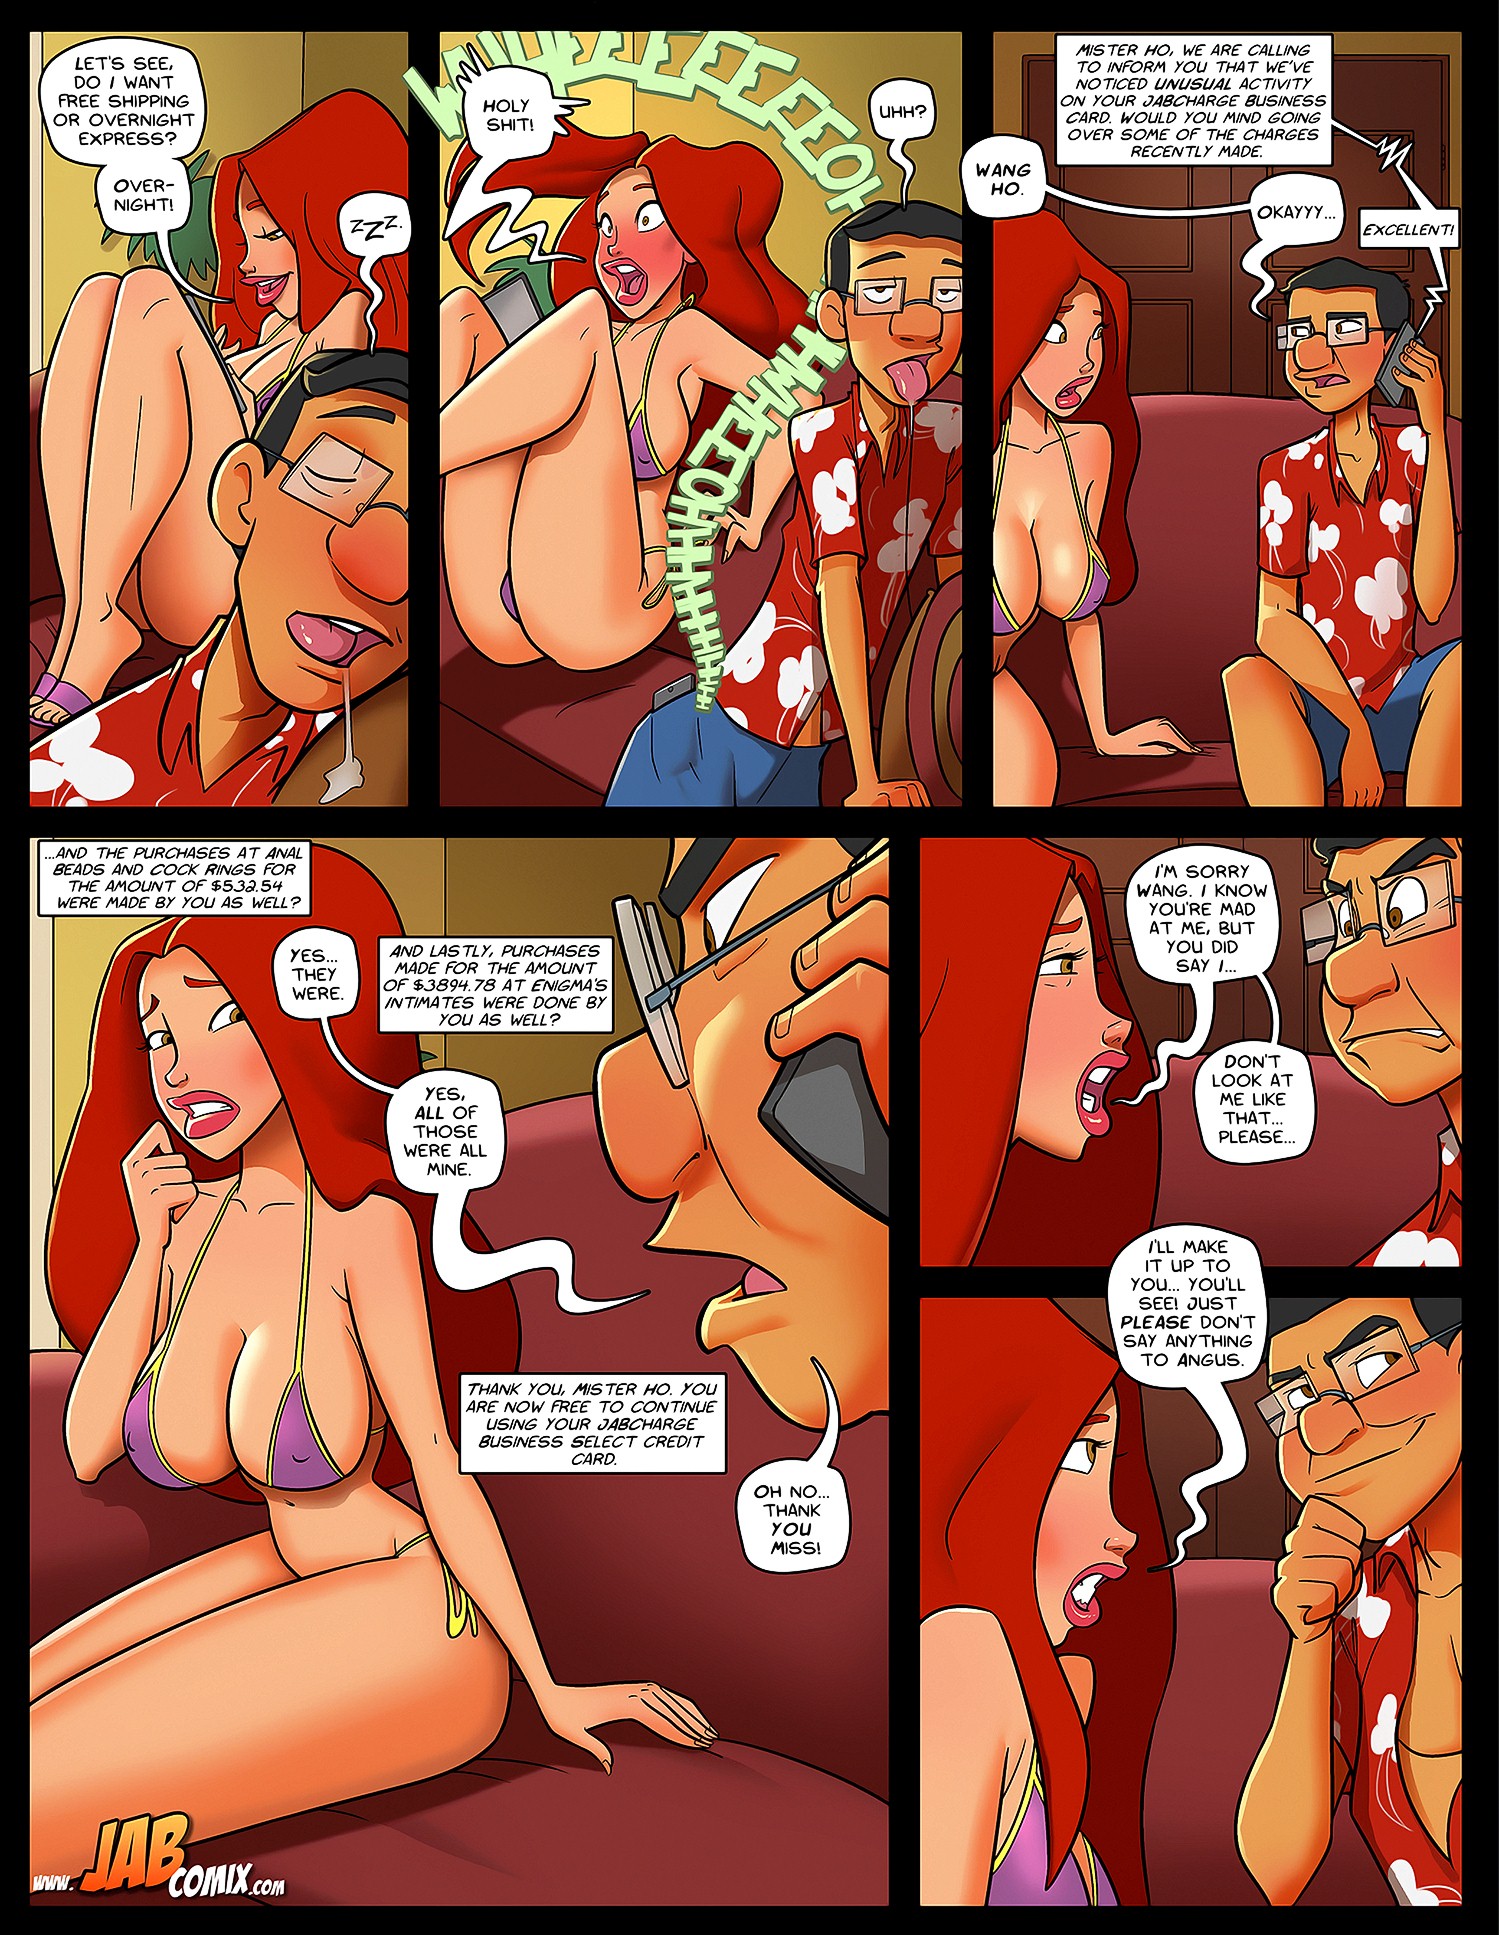 LET'S SEE,
DO I WANT
FREE SHIPPING
OR OVERNIGHT
EXPRESS?
OVER-
NIGHT!
ZZZ.
HOLY
SHIT!
UHH?
MISTER HO, WE ARE CALLING
TO INFORM YOU THAT WE'VE
NOTICED UNUSUAL ACTIVITY
ON YOUR JABCHARGE BUSINESS
CARD. WOULD YOU MIND GOING
OVER SOME OF THE CHARGES
RECENTLY MADE.
WANG
HO.
OKAYYY...
EXCELLENT!
...AND THE PURCHASES AT ANAL
BEADS AND COCK RINGS FOR
THE AMOUNT OF $532.54
WERE MADE BY YOU AS WELL?
YES...
THEY
WERE.
AND LASTLY, PURCHASES
MADE FOR THE AMOUNT
OF $3894.78 AT ENIGMA'S
INTIMATES WERE DONE BY
YOU AS WELL?
YES,
ALL OF
THOSE
WERE ALL
MINE.
THANK YOU, MISTER HO. YOU
ARE NOW FREE TO CONTINUE
USING YOUR JABCHARGE
BUSINESS SELECT CREDIT
CARD.
OH NO...
THANK
YOU
MISS!
I'M SORRY
WANG. I KNOW
YOU'RE MAD
AT ME, BUT
YOU DID
SAY I...
DON'T
LOOK AT
ME LIKE
THAT...
PLEASE...
I'LL MAKE
IT UP TO
YOU... YOU'LL
SEE! JUST
PLEASE DON'T
SAY ANYTHING
TO ANGUS.
www.JABCOMIX.com